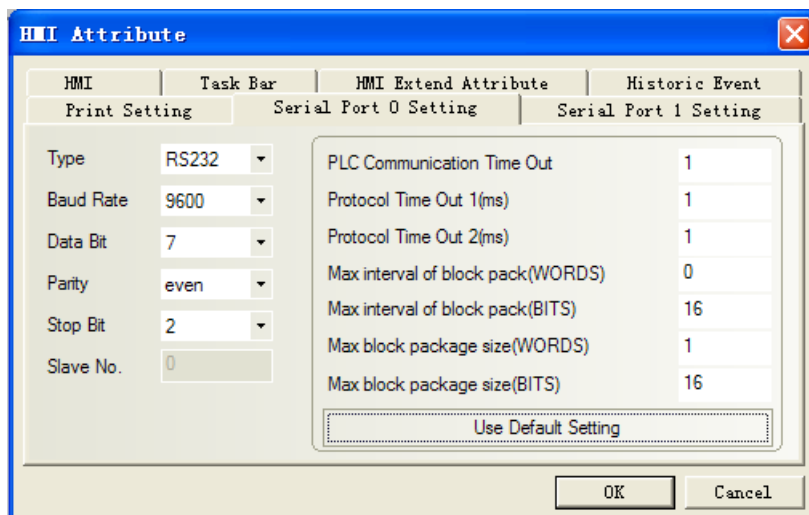 HMI Attribute
HMI
Task Bar
HMI Extend Attribute
Historic Event
Print Setting
Serial Port 0 Setting
Serial Port 1 Setting
Type RS232
Baud Rate 9600
Data Bit 7
Parity even
Stop Bit 2
Slave No. 0
PLC Communication Time Out 1
Protocol Time Out 1(ms) 1
Protocol Time Out 2(ms) 1
Max interval of block pack(WORDS) 0
Max interval of block pack(BITS) 16
Max block package size(WORDS) 1
Max block package size(BITS) 16
Use Default Setting
OK
Cancel